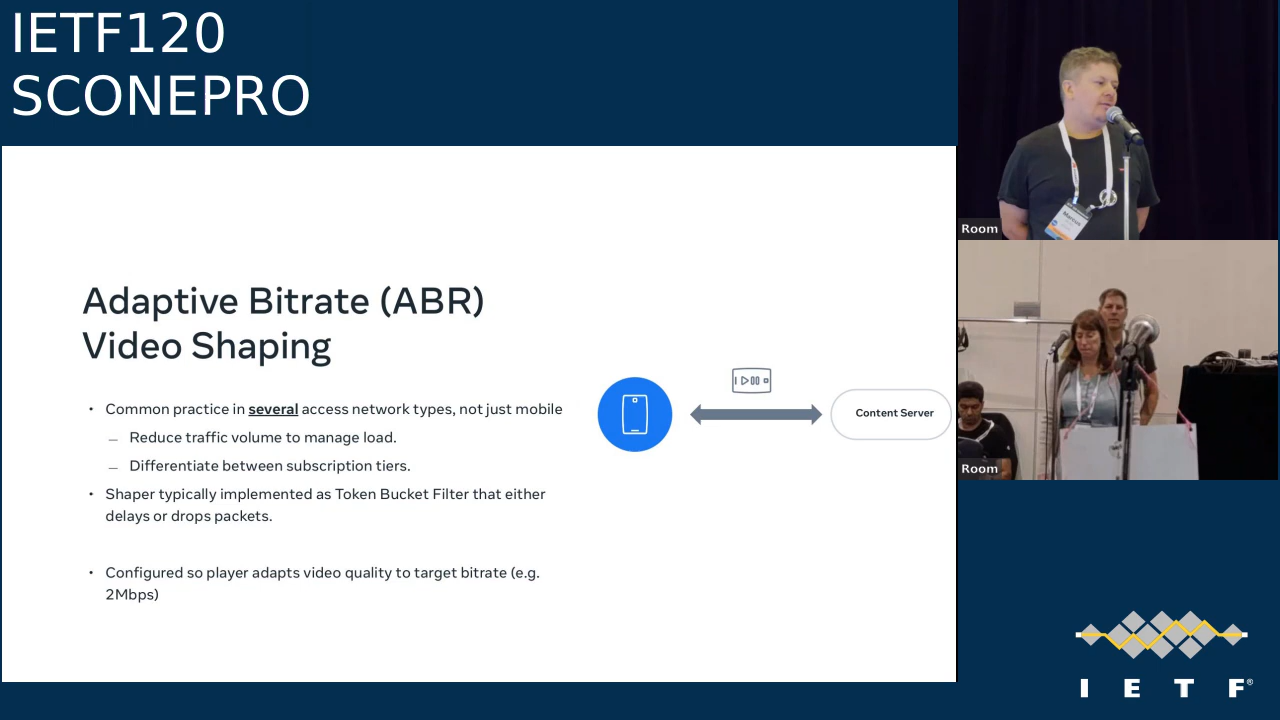 IETF120
SCONEPRO
Adaptive Bitrate (ABR)
Video Shaping
• Common practice in several access network types, not just mobile
— Reduce traffic volume to manage load.
— Differentiate between subscription tiers.
• Shaper typically implemented as Token Bucket Filter that either
delays or drops packets.
• Configured so player adapts video quality to target bitrate (e.g.
2Mbps)
Content Server
Room
Marcus
Room
I E T F®